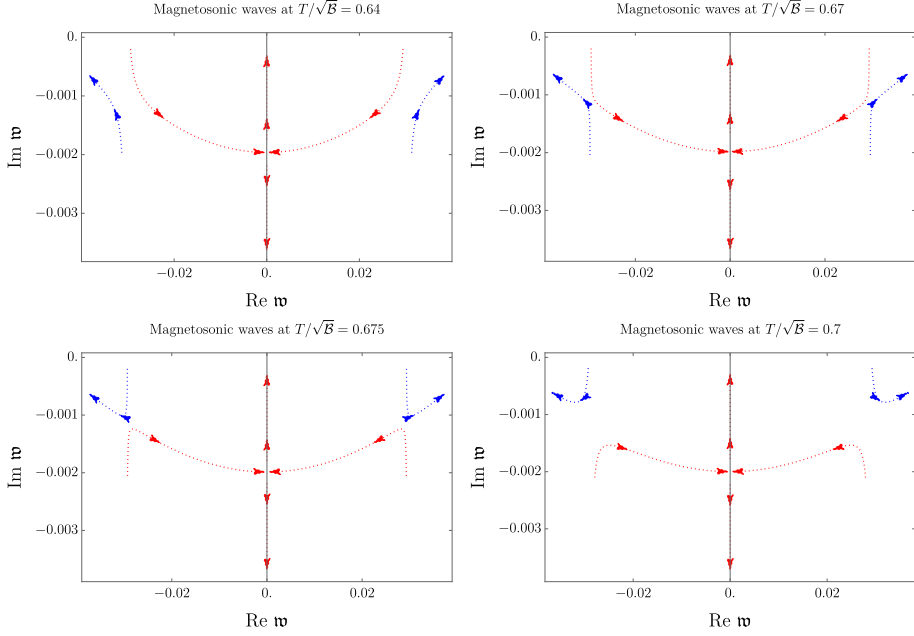 Magnetosonic waves at T/√ℬ = 0.64
0.
−0.001
−0.002
−0.003
Im 𝔴
−0.02
0.
0.02
Re 𝔴
Magnetosonic waves at T/√ℬ = 0.67
0.
−0.001
−0.002
−0.003
Im 𝔴
−0.02
0.
0.02
Re 𝔴
Magnetosonic waves at T/√ℬ = 0.675
0.
−0.001
−0.002
−0.003
Im 𝔴
−0.02
0.
0.02
Re 𝔴
Magnetosonic waves at T/√ℬ = 0.7
0.
−0.001
−0.002
−0.003
Im 𝔴
−0.02
0.
0.02
Re 𝔴